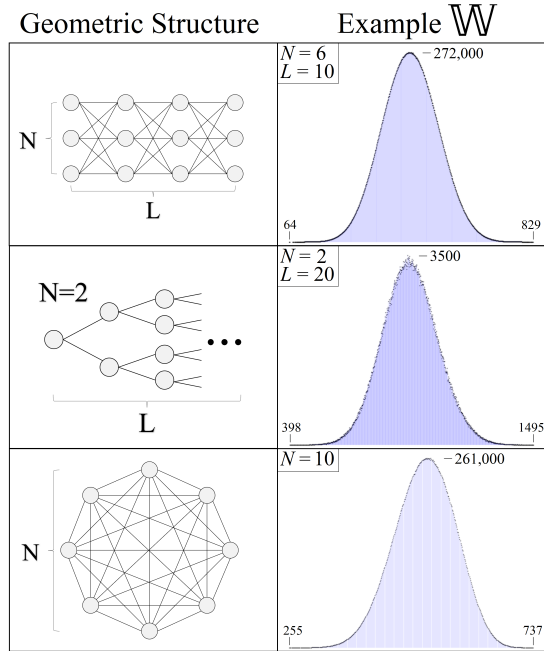 Geometric Structure
Example 𝕎
N
L
N = 6
L = 10
−272,000
64
829
N=2
L
N = 2
L = 20
−3500
398
1495
N
N = 10
−261,000
255
737